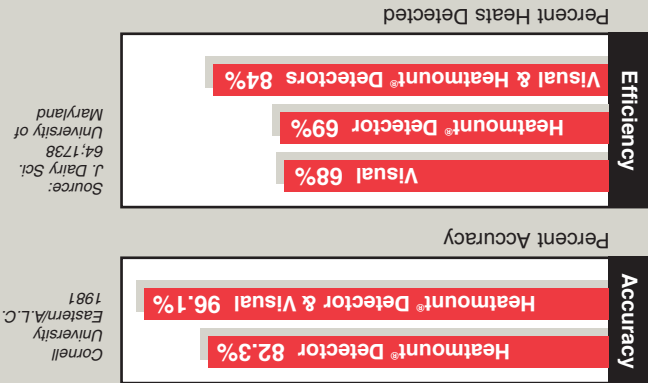 Accuracy
Heatmount® Detector 82.3%
Heatmount® Detector & Visual 96.1%
Percent Accuracy
Cornell
University
Eastern/A.L.C.
1981
Efficiency
Visual 68%
Heatmount® Detector 69%
Visual & Heatmount® Detectors 84%
Percent Heats Detected
Source:
J. Dairy Sci.
64;1738
University of
Maryland